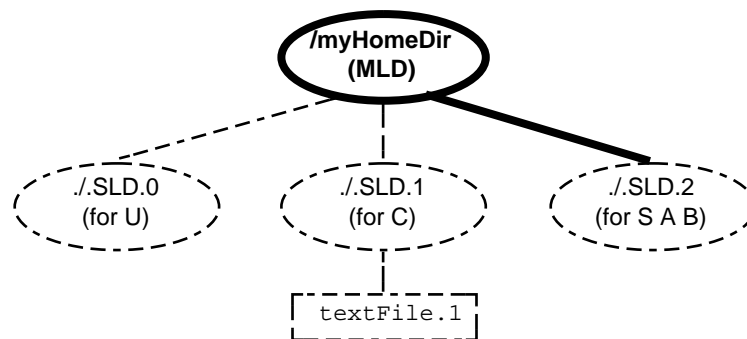 /myHomeDir
(MLD)
./.SLD.0
(for U)
./.SLD.1
(for C)
./.SLD.2
(for S A B)
textFile.1